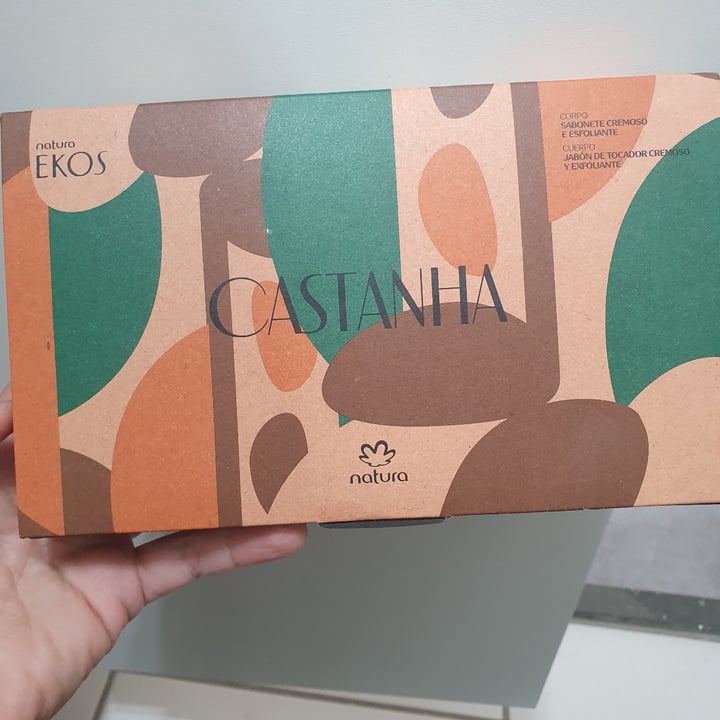 natura
EKOS
CORPO
SABONETE CREMOSO
E ESFOLIANTE
CUERPO
JABÓN DE TOCADOR CREMOSO
Y EXFOLIANTE
CASTANHA
natura